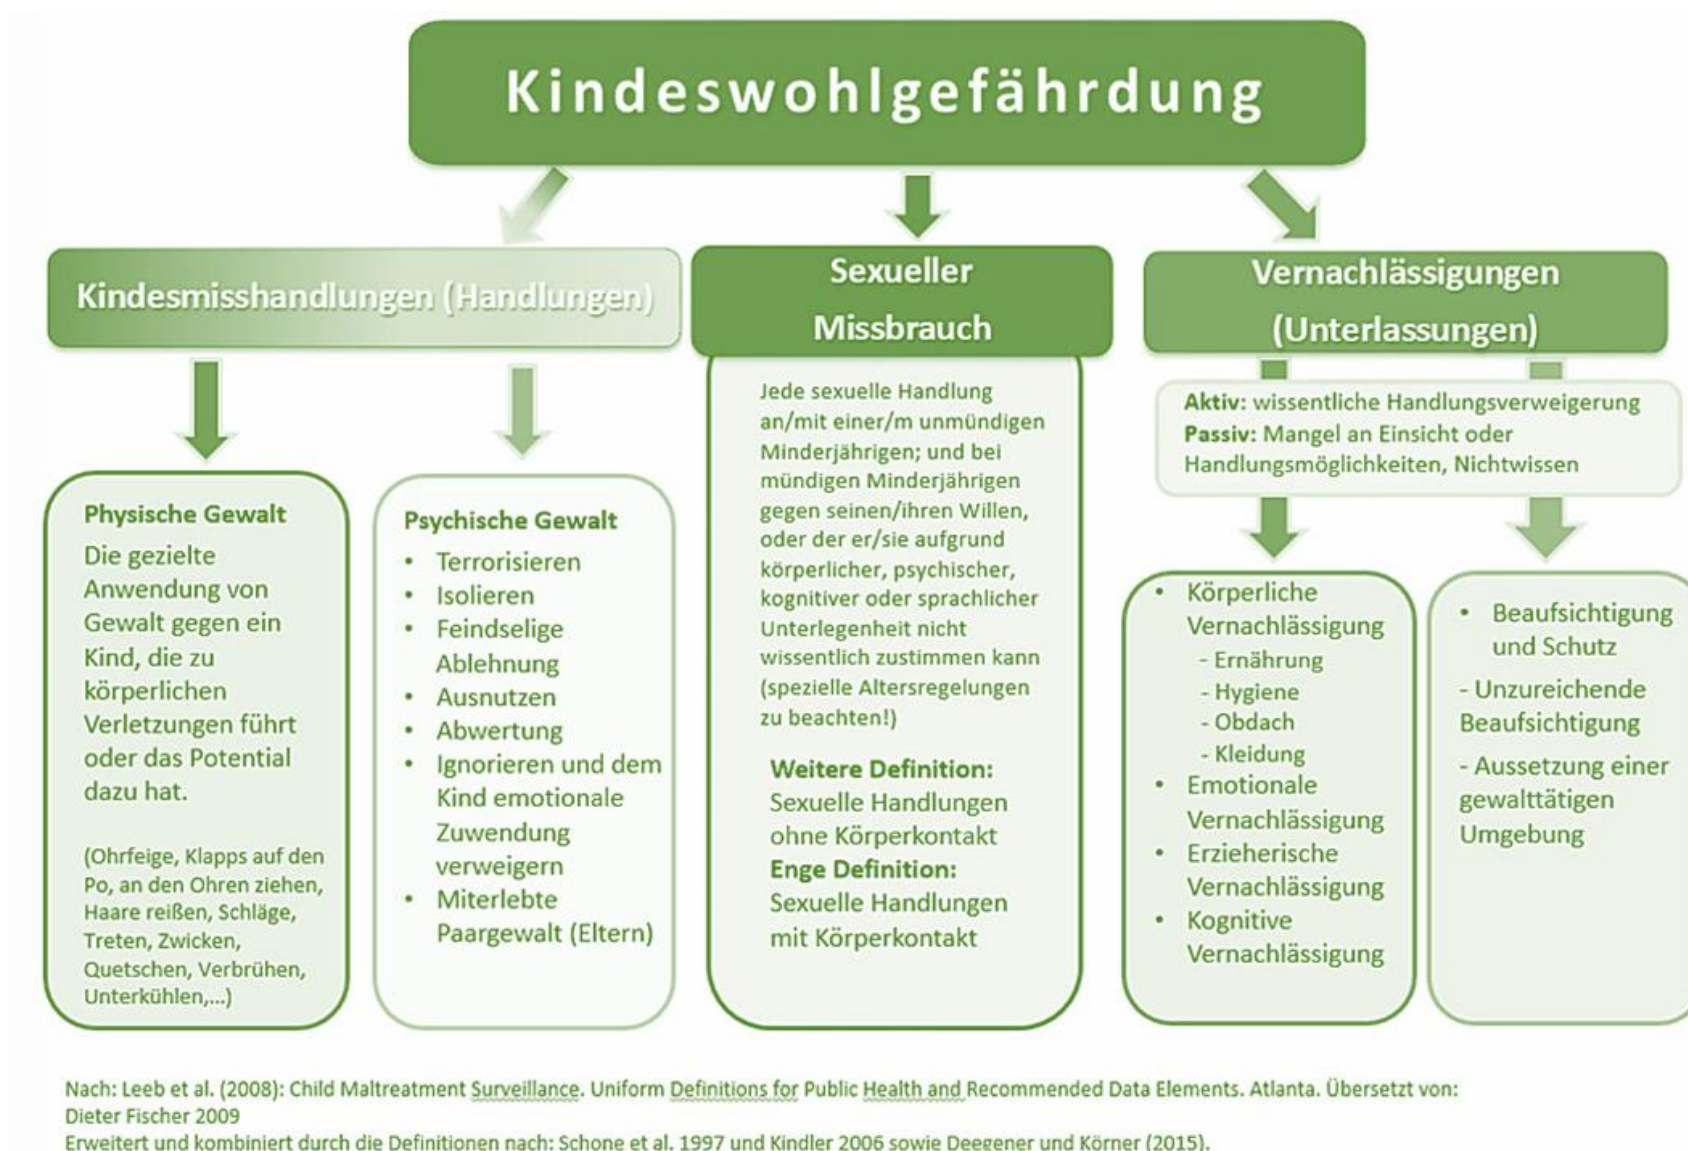 Kindeswohlgefährdung
Kindesmisshandlungen (Handlungen)
Physische Gewalt
Die gezielte
Anwendung von
Gewalt gegen ein
Kind, die zu
körperlichen
Verletzungen führt
oder das Potential
dazu hat.
(Ohrfeige, Klapps auf den
Po, an den Ohren ziehen,
Haare reißen, Schläge,
Treten, Zwicken,
Quetschen, Verbrühen,
Unterkühlen,...)
Psychische Gewalt
• Terrorisieren
• Isolieren
• Feindselige
Ablehnung
• Ausnutzen
• Abwertung
• Ignorieren und dem
Kind emotionale
Zuwendung
verweigern
• Miterlebte
Paargewalt (Eltern)
Sexueller
Missbrauch
Jede sexuelle Handlung
an/mit einer/m unmündigen
Minderjährigen; und bei
mündigen Minderjährigen
gegen seinen/ihren Willen,
oder der er/sie aufgrund
körperlicher, psychischer,
kognitiver oder sprachlicher
Unterlegenheit nicht
wissentlich zustimmen kann
(spezielle Altersregelungen
zu beachten!)
Weitere Definition:
Sexuelle Handlungen
ohne Körperkontakt
Enge Definition:
Sexuelle Handlungen
mit Körperkontakt
Vernachlässigungen
(Unterlassungen)
Aktiv: wissentliche Handlungsverweigerung
Passiv: Mangel an Einsicht oder
Handlungsmöglichkeiten, Nichtwissen
• Körperliche
Vernachlässigung
- Ernährung
- Hygiene
- Obdach
- Kleidung
• Emotionale
Vernachlässigung
• Erzieherische
Vernachlässigung
• Kognitive
Vernachlässigung
• Beaufsichtigung
und Schutz
- Unzureichende
Beaufsichtigung
- Aussetzung einer
gewalttätigen
Umgebung
Nach: Leeb et al. (2008): Child Maltreatment Surveillance. Uniform Definitions for Public Health and Recommended Data Elements. Atlanta. Übersetzt von:
Dieter Fischer 2009
Erweitert und kombiniert durch die Definitionen nach: Schone et al. 1997 und Kindler 2006 sowie Deegener und Körner (2015).